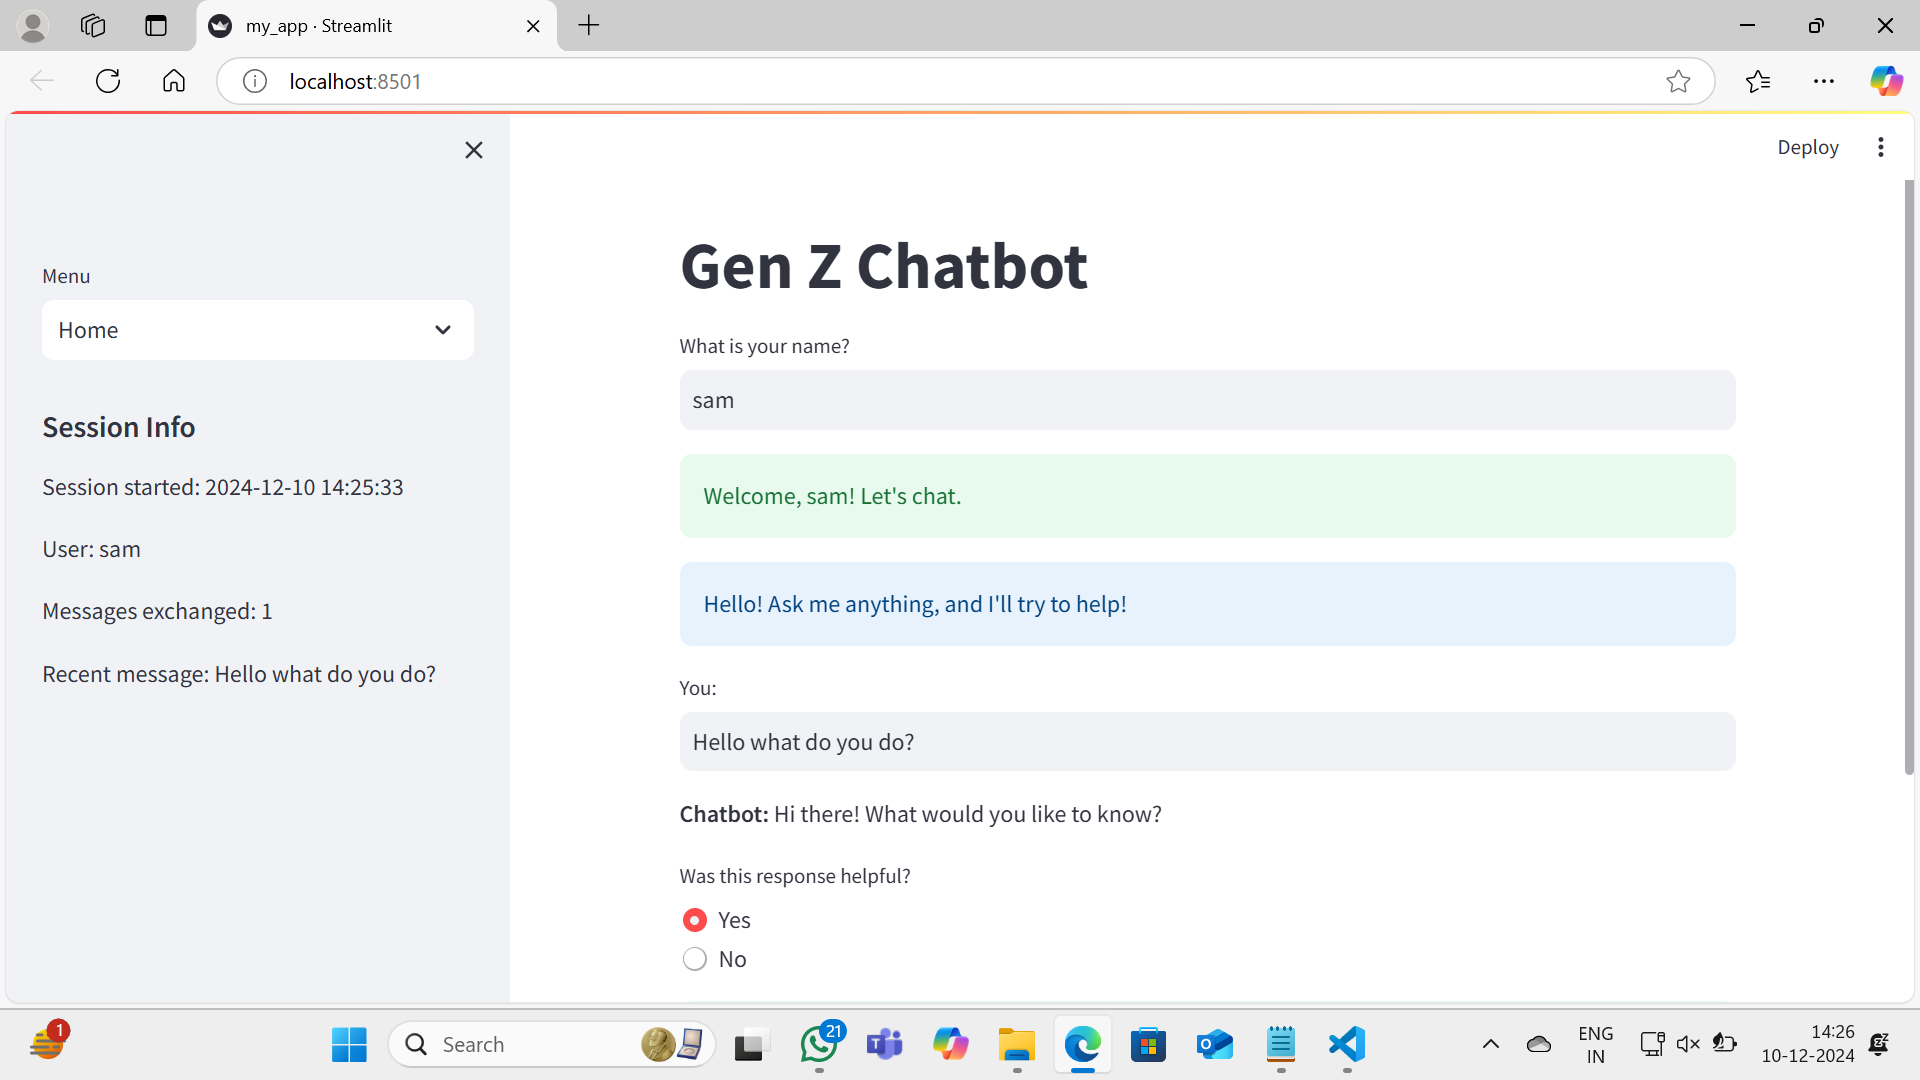 my_app · Streamlit
localhost:8501
Deploy
Menu
Home
Session Info
Session started: 2024-12-10 14:25:33
User: sam
Messages exchanged: 1
Recent message: Hello what do you do?
Gen Z Chatbot
What is your name?
sam
Welcome, sam! Let's chat.
Hello! Ask me anything, and I'll try to help!
You:
Hello what do you do?
Chatbot: Hi there! What would you like to know?
Was this response helpful?
Yes
No
1
Search
21
ENG
IN
14:26
10-12-2024